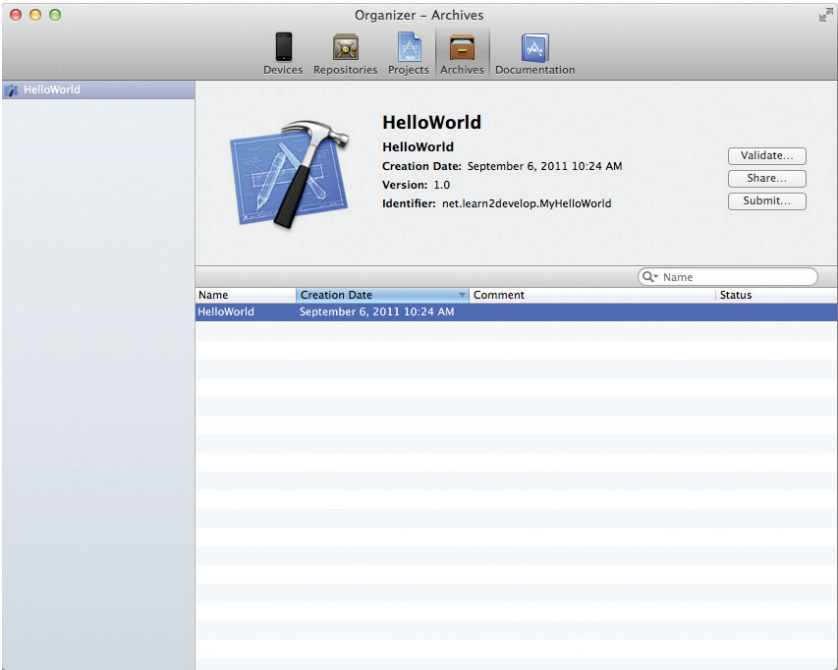 Organizer – Archives
Devices Repositories Projects Archives Documentation
HelloWorld
HelloWorld
HelloWorld
Creation Date: September 6, 2011 10:24 AM
Version: 1.0
Identifier: net.learn2develop.MyHelloWorld
Validate...
Share...
Submit...
Name
Name Creation Date Comment Status
HelloWorld September 6, 2011 10:24 AM